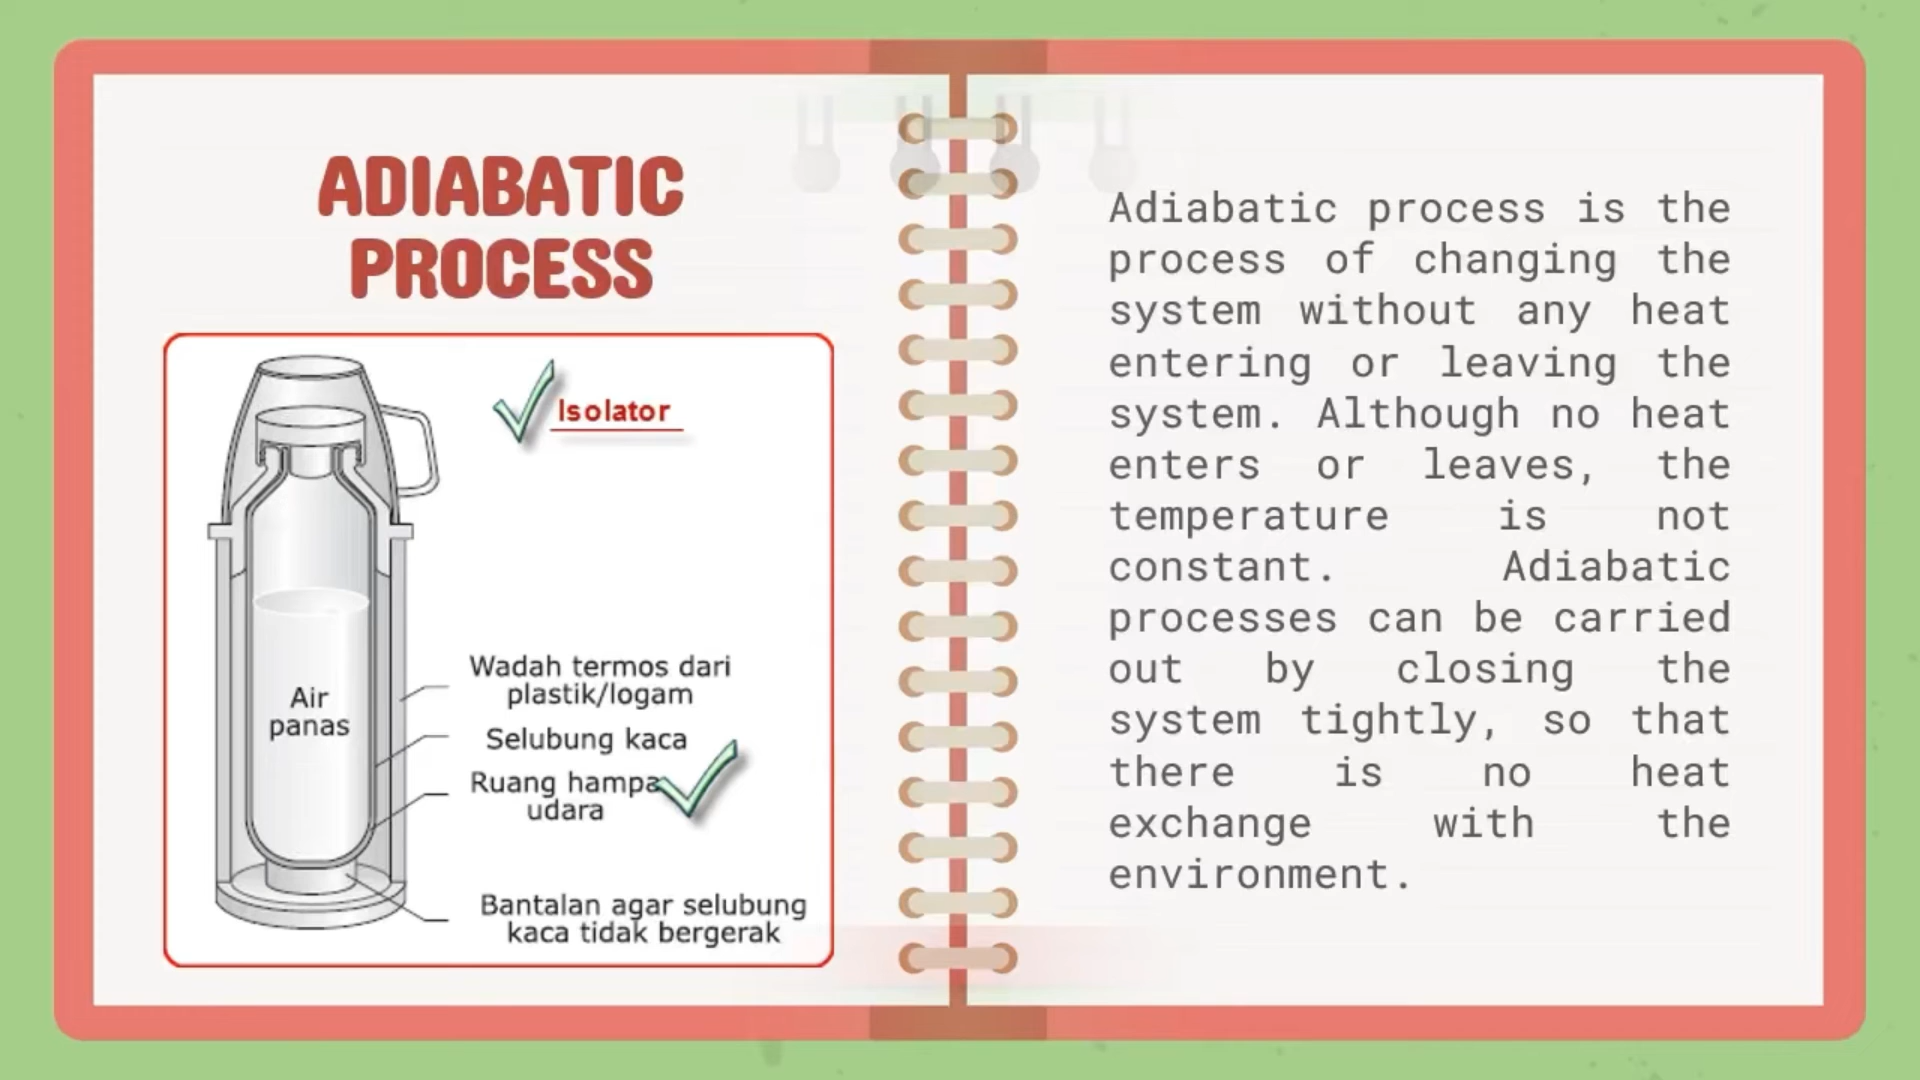 ADIABATIC
PROCESS
Isolator
Air
panas
Wadah termos dari
plastik/logam
Selubung kaca
Ruang hampa
udara
Bantalan agar selubung
kaca tidak bergerak
Adiabatic process is the
process of changing the
system without any heat
entering or leaving the
system. Although no heat
enters or leaves, the
temperature is not
constant. Adiabatic
processes can be carried
out by closing the
system tightly, so that
there is no heat
exchange with the
environment.